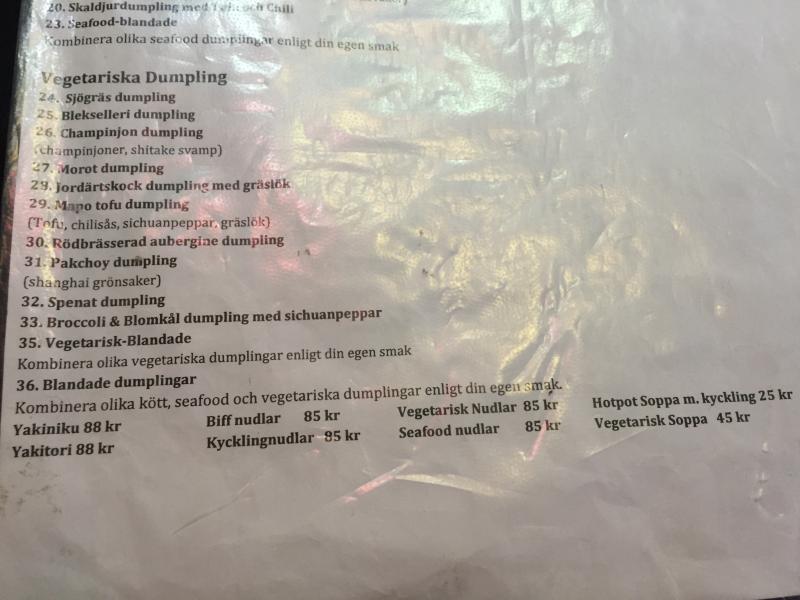 20. Skaldjurdumpling med Tofu och Chili
23. Seafood-blandade
Kombinera olika seafood dumplingar enligt din egen smak
Vegetariska Dumpling
24. Sjögräs dumpling
25. Blekselleri dumpling
26. Champinjon dumpling
(champinjoner, shitake svamp)
27. Morot dumpling
29. Jordärtskock dumpling med gräslök
29. Mapo tofu dumpling
(Tofu, chilisås, sichuanpeppar, gräslök)
30. Rödbrässerad aubergine dumpling
31. Pakchoy dumpling
(shanghai grönsaker)
32. Spenat dumpling
33. Broccoli & Blomkål dumpling med sichuanpeppar
35. Vegetarisk-Blandade
Kombinera olika vegetariska dumplingar enligt din egen smak
36. Blandade dumplingar
Kombinera olika kött, seafood och vegetariska dumplingar enligt din egen smak.
Yakiniku 88 kr Biff nudlar 85 kr Vegetarisk Nudlar 85 kr Hotpot Soppa m. kyckling 25 kr
Yakitori 88 kr Kycklingnudlar 85 kr Seafood nudlar 85 kr Vegetarisk Soppa 45 kr